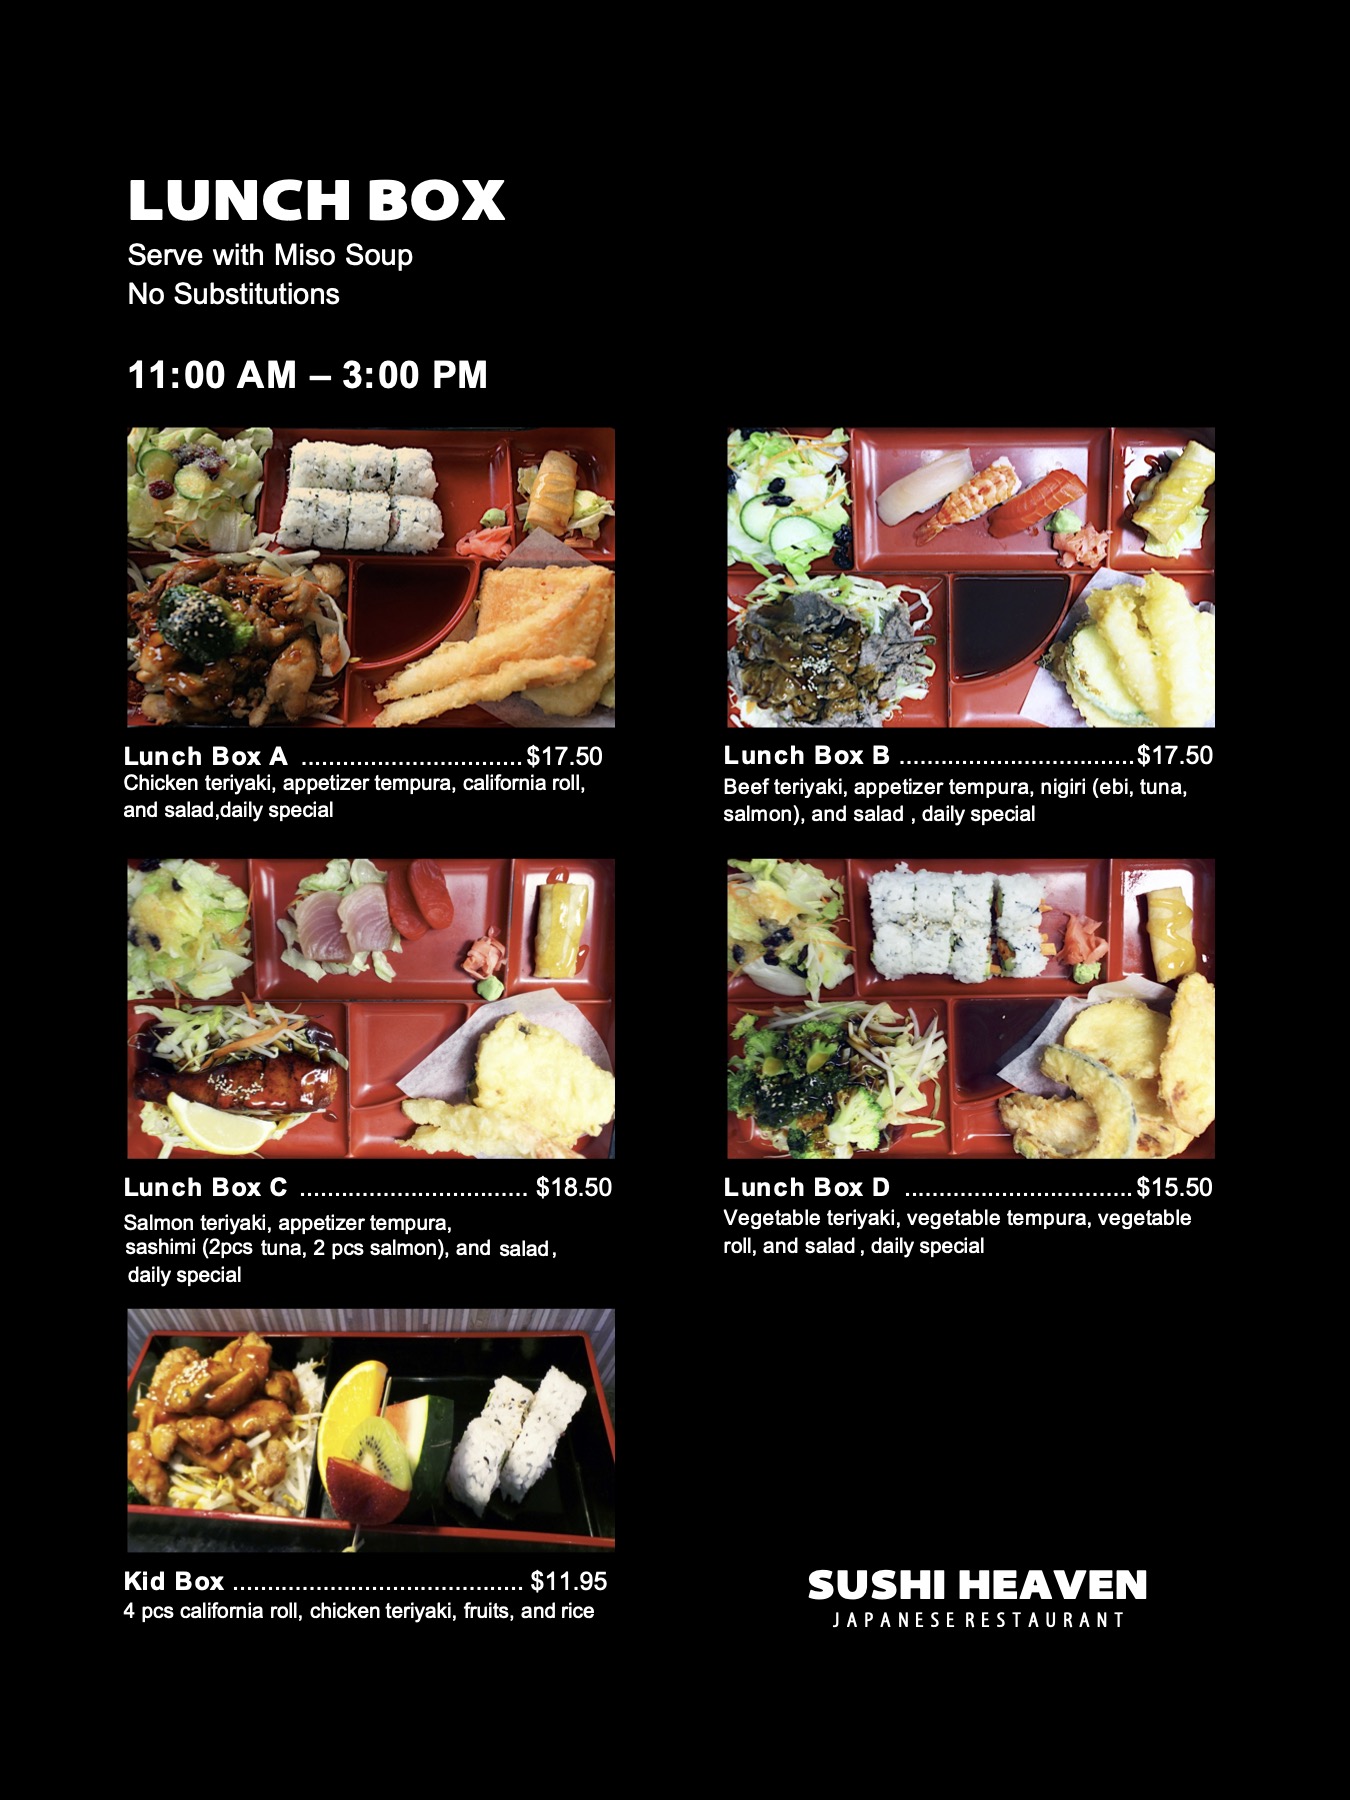 LUNCH BOX
Serve with Miso Soup
No Substitutions
11:00 AM – 3:00 PM
Lunch Box A ................................ $17.50
Chicken teriyaki, appetizer tempura, california roll,
and salad,daily special
Lunch Box B .................................. $17.50
Beef teriyaki, appetizer tempura, nigiri (ebi, tuna,
salmon), and salad , daily special
Lunch Box C ................................. $18.50
Salmon teriyaki, appetizer tempura,
sashimi (2pcs tuna, 2 pcs salmon), and salad,
daily special
Lunch Box D ................................. $15.50
Vegetable teriyaki, vegetable tempura, vegetable
roll, and salad , daily special
Kid Box .......................................... $11.95
4 pcs california roll, chicken teriyaki, fruits, and rice
SUSHI HEAVEN
JAPANESE RESTAURANT